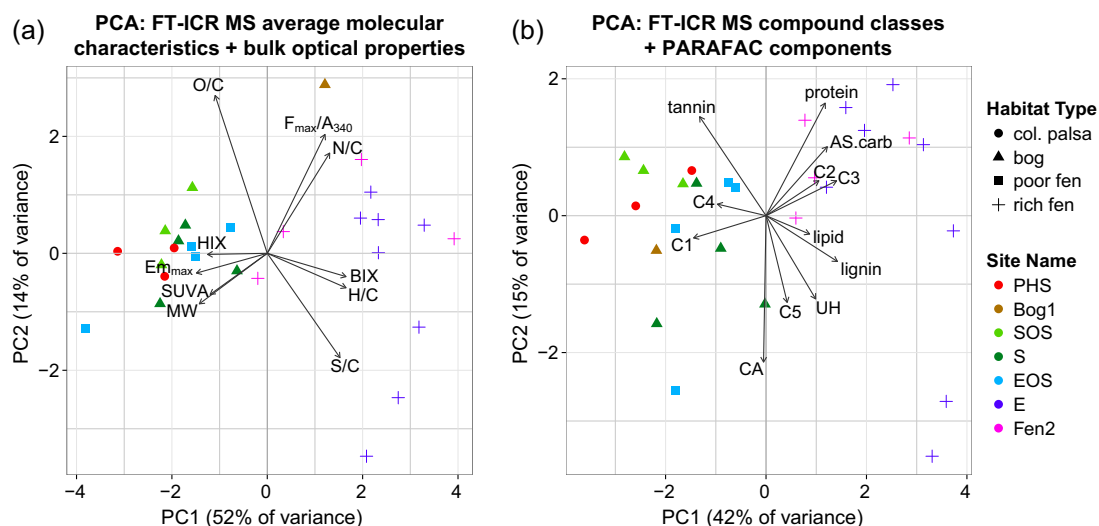 (a)
PCA: FT-ICR MS average molecular
characteristics + bulk optical properties
O/C
Fmax/A340
N/C
HIX
Emmax
SUVA
MW
BIX
H/C
S/C
2
0
−2
PC2 (14% of variance)
−4 −2 0 2 4
PC1 (52% of variance)
(b)
PCA: FT-ICR MS compound classes
+ PARAFAC components
tannin
protein
AS.carb
C2
C3
C4
C1
lipid
lignin
C5
UH
CA
2
0
−2
PC2 (15% of variance)
−2 0 2 4
PC1 (42% of variance)
Habitat Type
col. palsa
bog
poor fen
rich fen
Site Name
PHS
Bog1
SOS
S
EOS
E
Fen2